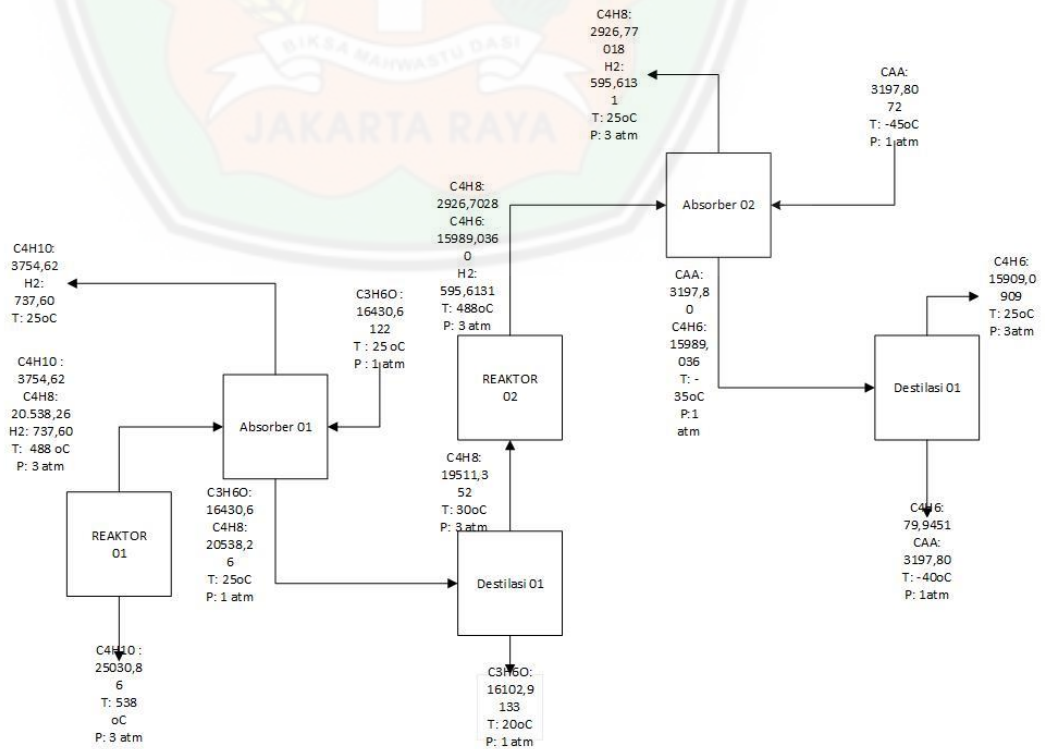 BIKSA MAHWASTU DASI
JAKARTA RAYA
C4H8:
2926,77
018
H2:
595,613
1
T: 25oC
P: 3 atm
CAA:
3197,80
72
T: -45oC
P: 1 atm
Absorber 02
C4H8:
2926,7028
C4H6:
15989,036
0
H2:
595,6131
T: 488oC
P: 3 atm
C4H10:
3754,62
H2:
737,60
T: 25oC
C3H6O :
16430,6
122
T : 25 oC
P : 1 atm
CAA:
3197,8
0
C4H6:
15989,
036
T: -
35oC
P:1
atm
C4H6:
15909,0
909
T: 25oC
P: 3atm
REAKTOR
02
Destilasi 01
C4H10 :
3754,62
C4H8:
20.538,26
H2: 737,60
T: 488 oC
P: 3 atm
Absorber 01
C4H8:
19511,3
52
T: 30oC
P: 3 atm
C3H6O:
16430,6
C4H8:
20538,2
6
T: 25oC
P: 1 atm
REAKTOR
01
Destilasi 01
C4H6:
79,9451
CAA:
3197,80
T: -40oC
P: 1atm
C4H10 :
25030,8
6
T: 538
oC
P: 3 atm
C3H6O:
16102,9
133
T: 20oC
P: 1 atm